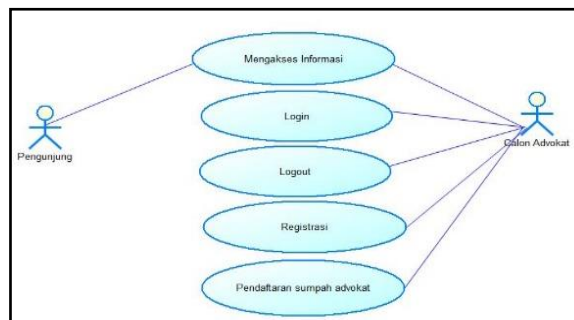 Mengakses Informasi
Login
Pengunjung
Calon Advokat
Logout
Registrasi
Pendaftaran sumpah advokat